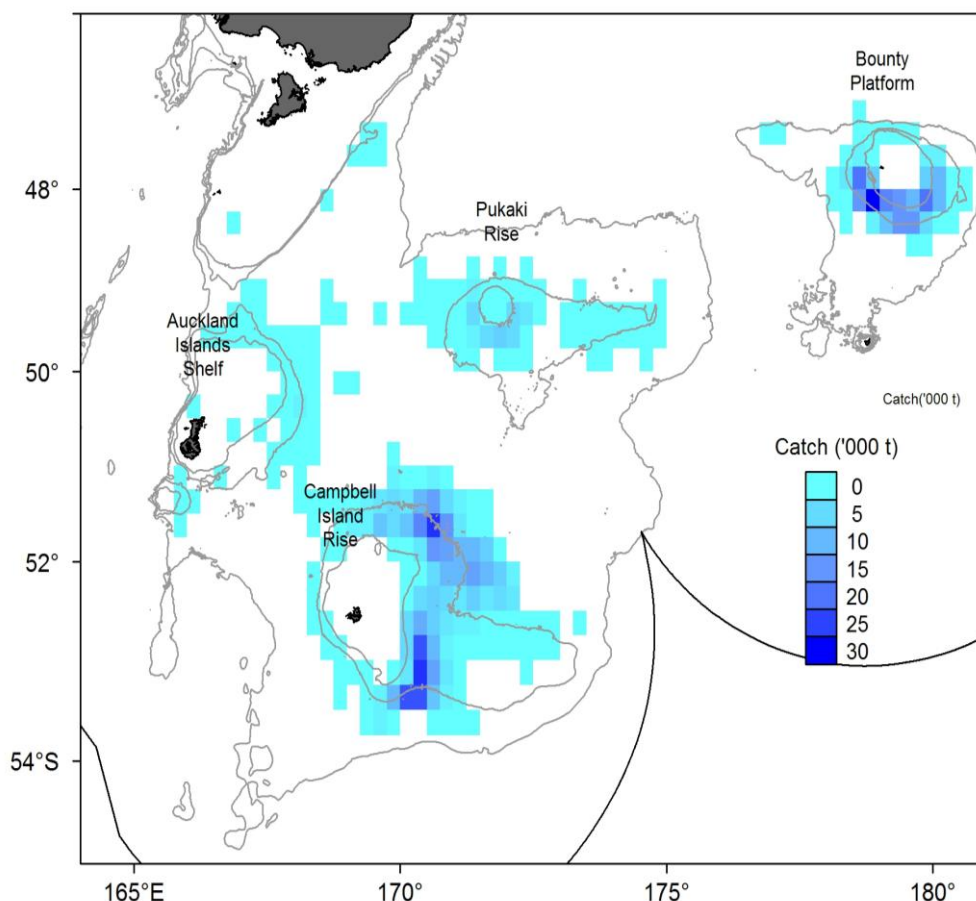 Bounty
Platform
48°
Pukaki
Rise
Auckland
Islands
Shelf
50°
Catch('000 t)
Catch ('000 t)
0
5
10
15
20
25
30
Campbell
Island
Rise
52°
54°S
165°E
170°
175°
180°